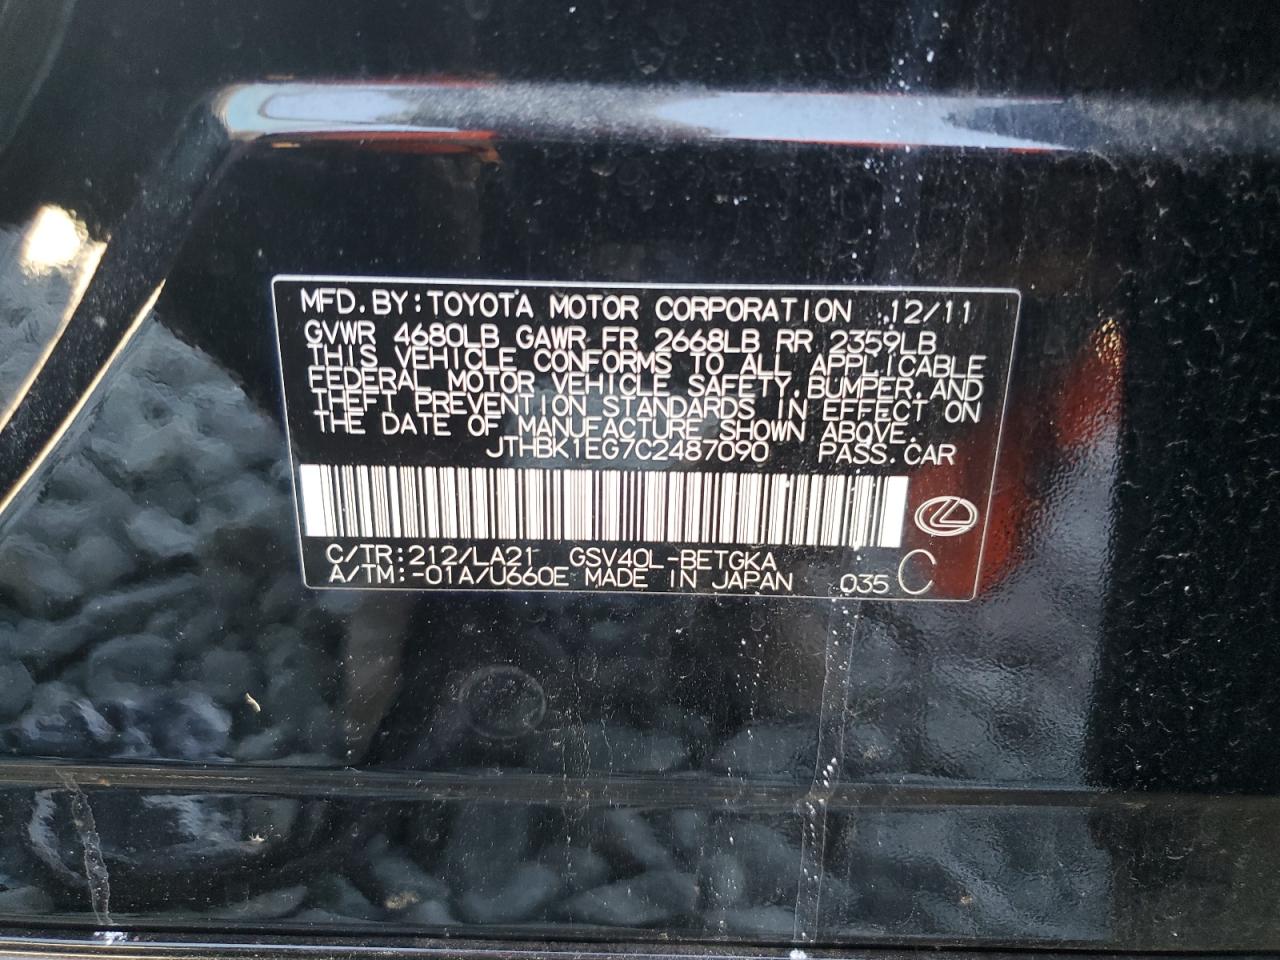 MFD. BY: TOYOTA MOTOR CORPORATION 12/11
GVWR 4680LB GAWR FR 2668LB RR 2359LB
THIS VEHICLE CONFORMS TO ALL APPLICABLE
FEDERAL MOTOR VEHICLE SAFETY, BUMPER, AND
THEFT PREVENTION STANDARDS IN EFFECT ON
THE DATE OF MANUFACTURE SHOWN ABOVE.
JTHBK1EG7C2487090 PASS. CAR
C/TR: 212/LA21 GSV40L-BETGKA
A/TM: -01A/U660E MADE IN JAPAN 035 C